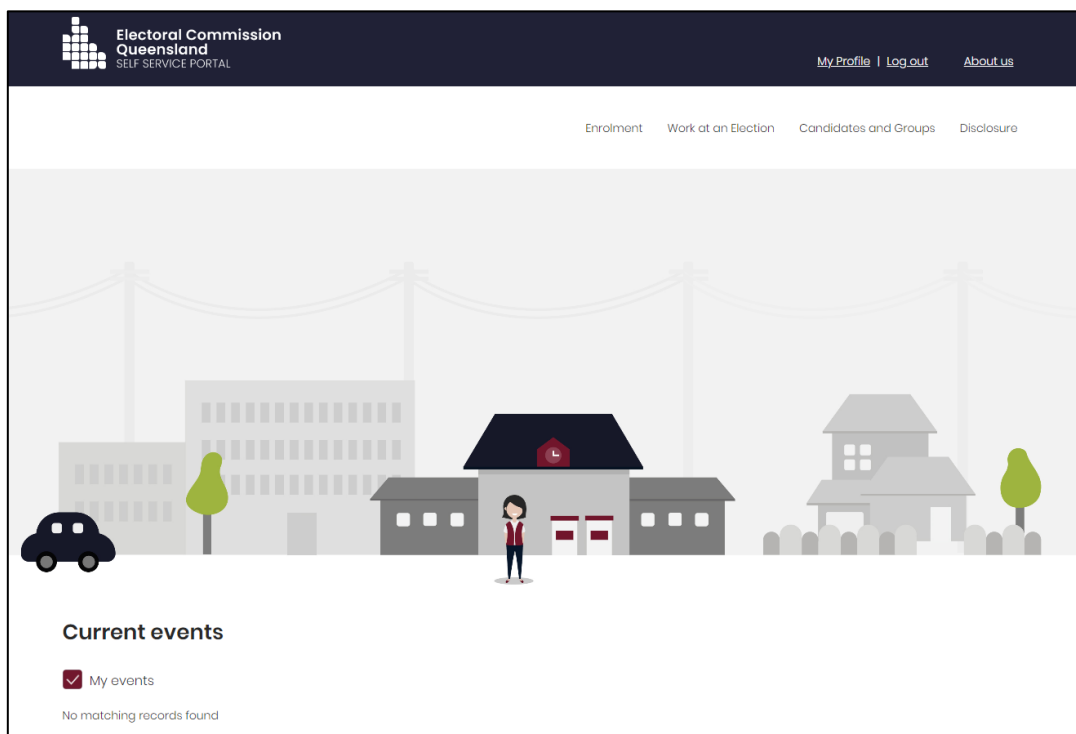 Electoral Commission
Queensland
SELF SERVICE PORTAL
My Profile | Log out About us
Enrolment Work at an Election Candidates and Groups Disclosure
Current events
My events
No matching records found